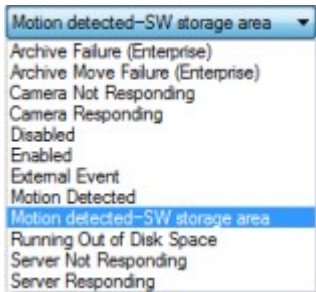 Motion detected-SW storage area
Archive Failure (Enterprise)
Archive Move Failure (Enterprise)
Camera Not Responding
Camera Responding
Disabled
Enabled
External Event
Motion Detected
Motion detected-SW storage area
Running Out of Disk Space
Server Not Responding
Server Responding